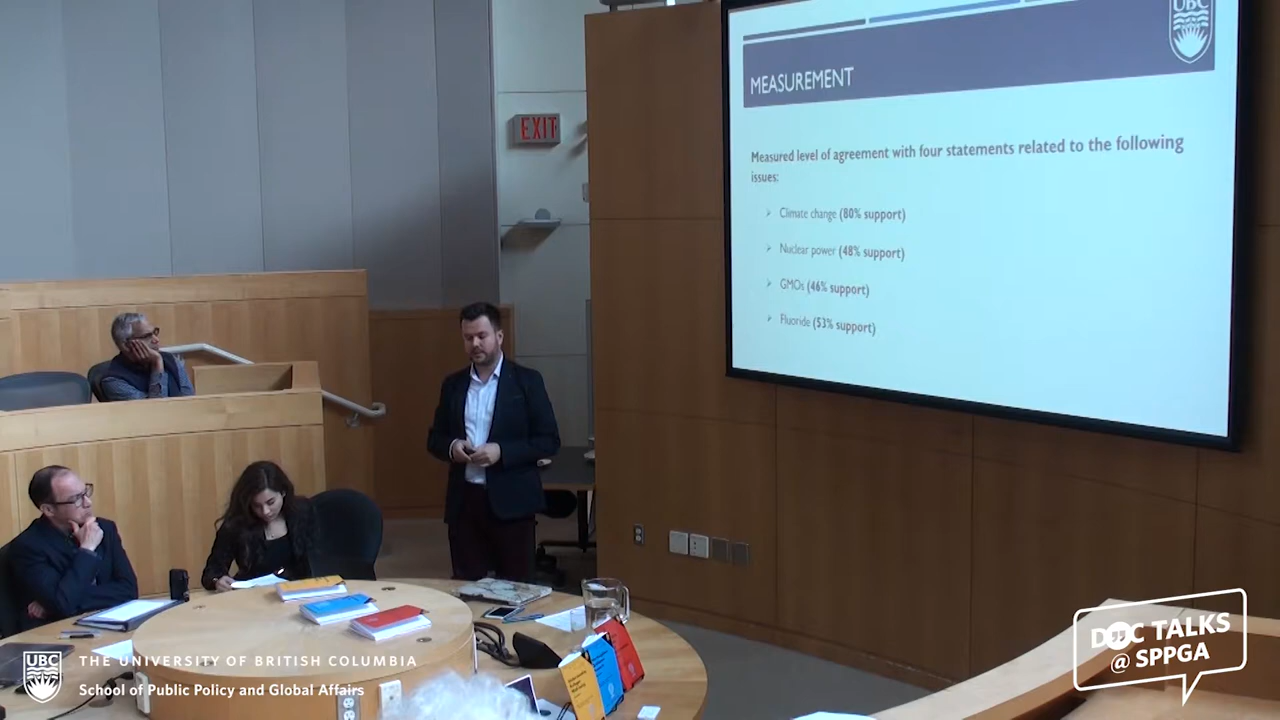 UBC
MEASUREMENT
EXIT
Measured level of agreement with four statements related to the following
issues:
➢ Climate change (80% support)
➢ Nuclear power (48% support)
➢ GMOs (46% support)
➢ Fluoride (53% support)
UBC
THE UNIVERSITY OF BRITISH COLUMBIA
School of Public Policy and Global Affairs
DOC TALKS
@ SPPGA